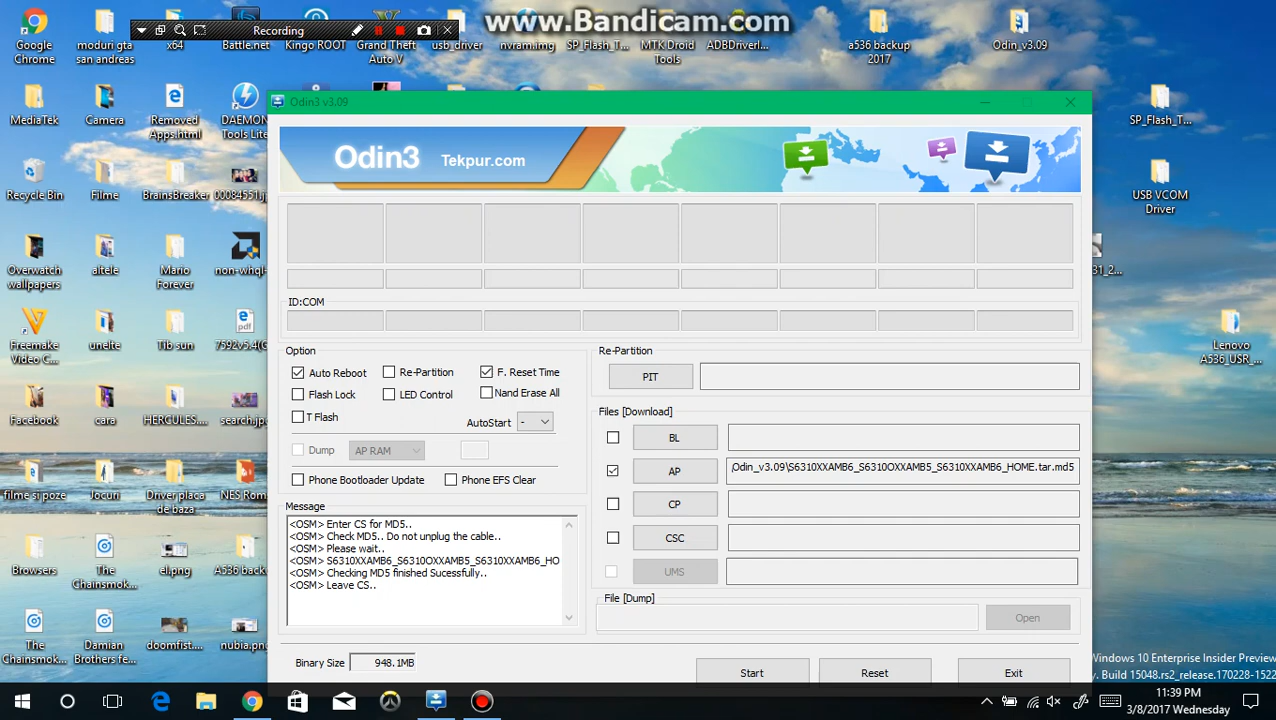 www.Bandicam.com
Recording
Google Chrome
moduri gta san andreas
x64
Battle.net
Kingo ROOT
Grand Theft Auto V
usb_driver
nvram.img
SP_Flash_T...
MTK Droid Tools
ADBDriverI...
a536 backup 2017
Odin_v3.09
MediaTek
Camera
Removed Apps.html
DAEMON Tools Lite
SP_Flash_T...
Recycle Bin
Filme
BrainsBreaker
00084551.j
USB VCOM Driver
Overwatch wallpapers
altele
Mario Forever
non-whql-
31_2...
Freemake Video C...
unelte
Tib sun
7592v5.4(
Lenovo A536_USR_...
Facebook
cara
HERCULES...
search.jp
filme si poze
Jocuri
Driver placa de baza
NES Rom
Browsers
The Chainsmok...
el.png
A536 back
The Chainsmok...
Damian Brothers fe...
doomfist....
nubia.png
Odin3 v3.09
Odin3 Tekpur.com
ID:COM
Option
Auto Reboot
Re-Partition
F. Reset Time
Flash Lock
LED Control
Nand Erase All
T Flash
AutoStart -
Dump
AP RAM
Phone Bootloader Update
Phone EFS Clear
Message
<OSM> Enter CS for MD5..
<OSM> Check MD5.. Do not unplug the cable..
<OSM> Please wait..
<OSM> S6310XXAMB6_S6310OXXAMB5_S6310XXAMB6_HO
<OSM> Checking MD5 finished Sucessfully..
<OSM> Leave CS..
Binary Size 948.1MB
Re-Partition
PIT
Files [Download]
BL
AP
Odin_v3.09\S6310XXAMB6_S6310OXXAMB5_S6310XXAMB6_HOME.tar.md5
CP
CSC
UMS
File [Dump]
Open
Start
Reset
Exit
Windows 10 Enterprise Insider Preview
. Build 15048.rs2_release.170228-1522
11:39 PM
3/8/2017 Wednesday